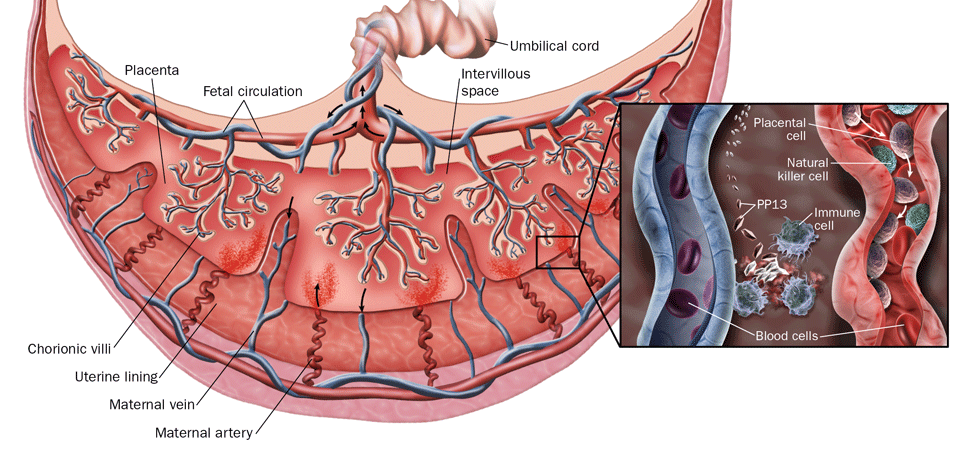 Umbilical cord
Placenta
Fetal circulation
Intervillous
space
Placental
cell
Natural
killer cell
PP13
Immune
cell
Blood cells
Chorionic villi
Uterine lining
Maternal vein
Maternal artery